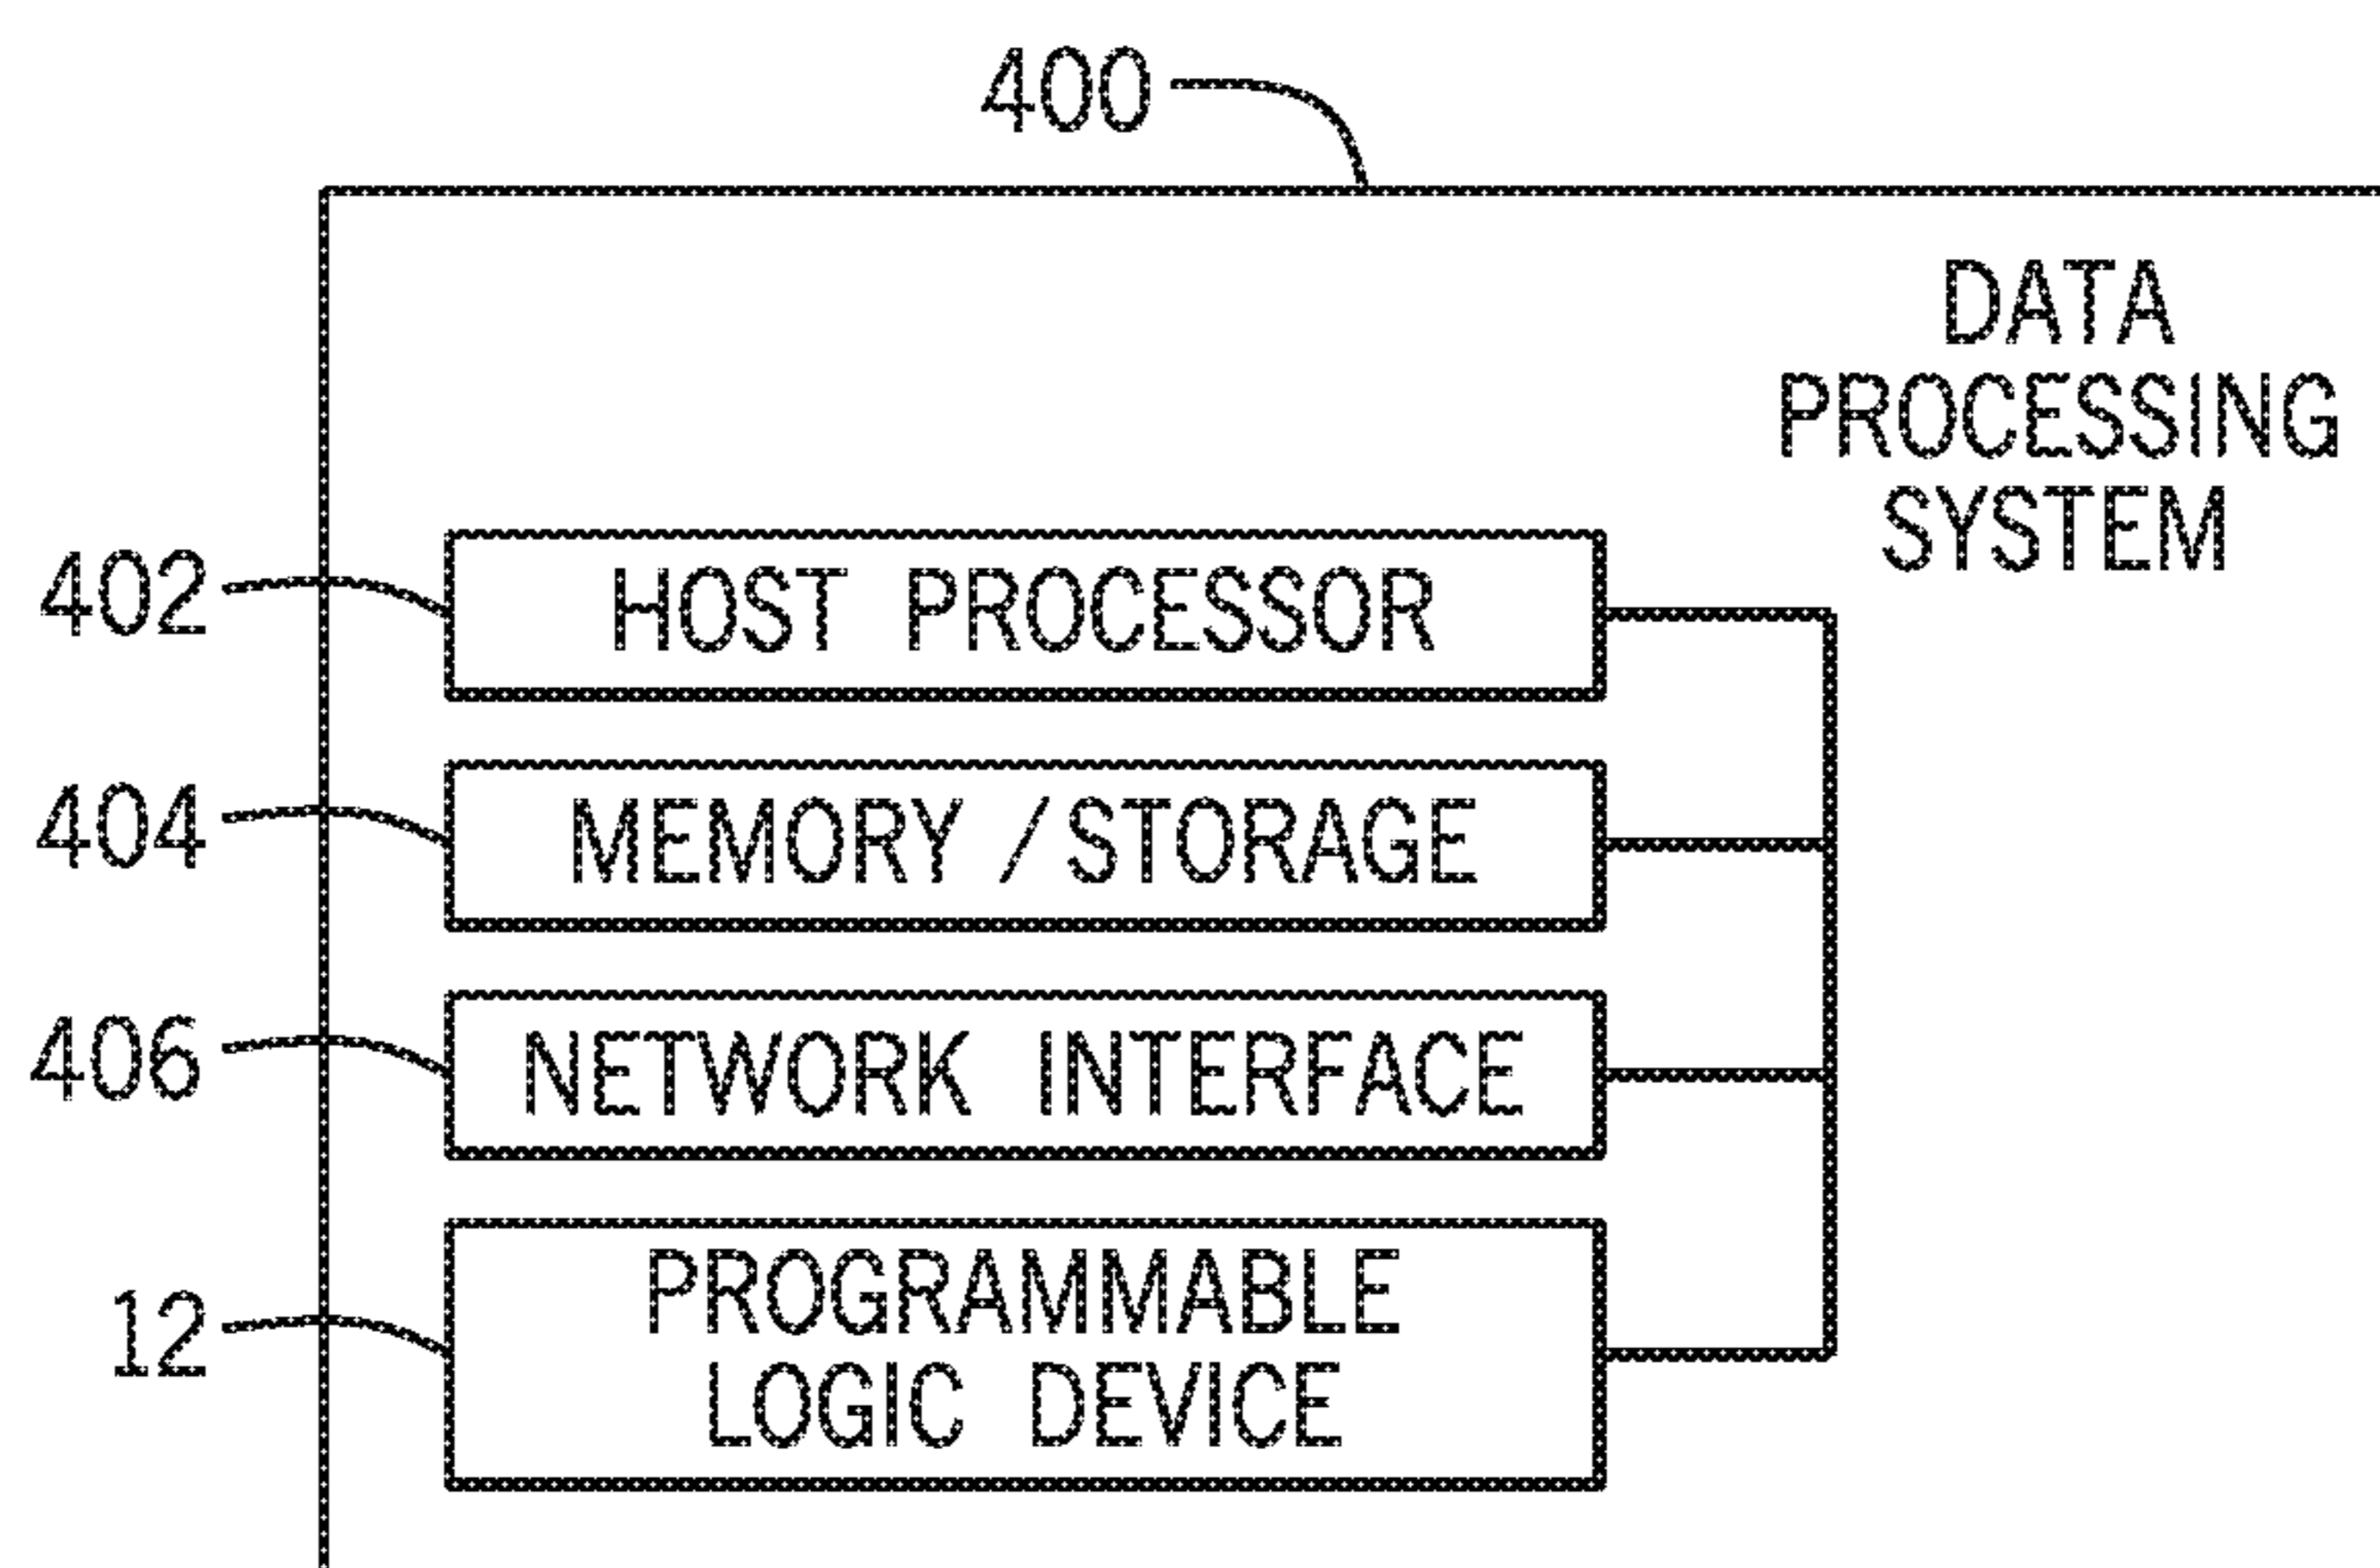 400
DATA
PROCESSING
SYSTEM
402
HOST PROCESSOR
404
MEMORY / STORAGE
406
NETWORK INTERFACE
12
PROGRAMMABLE
LOGIC DEVICE